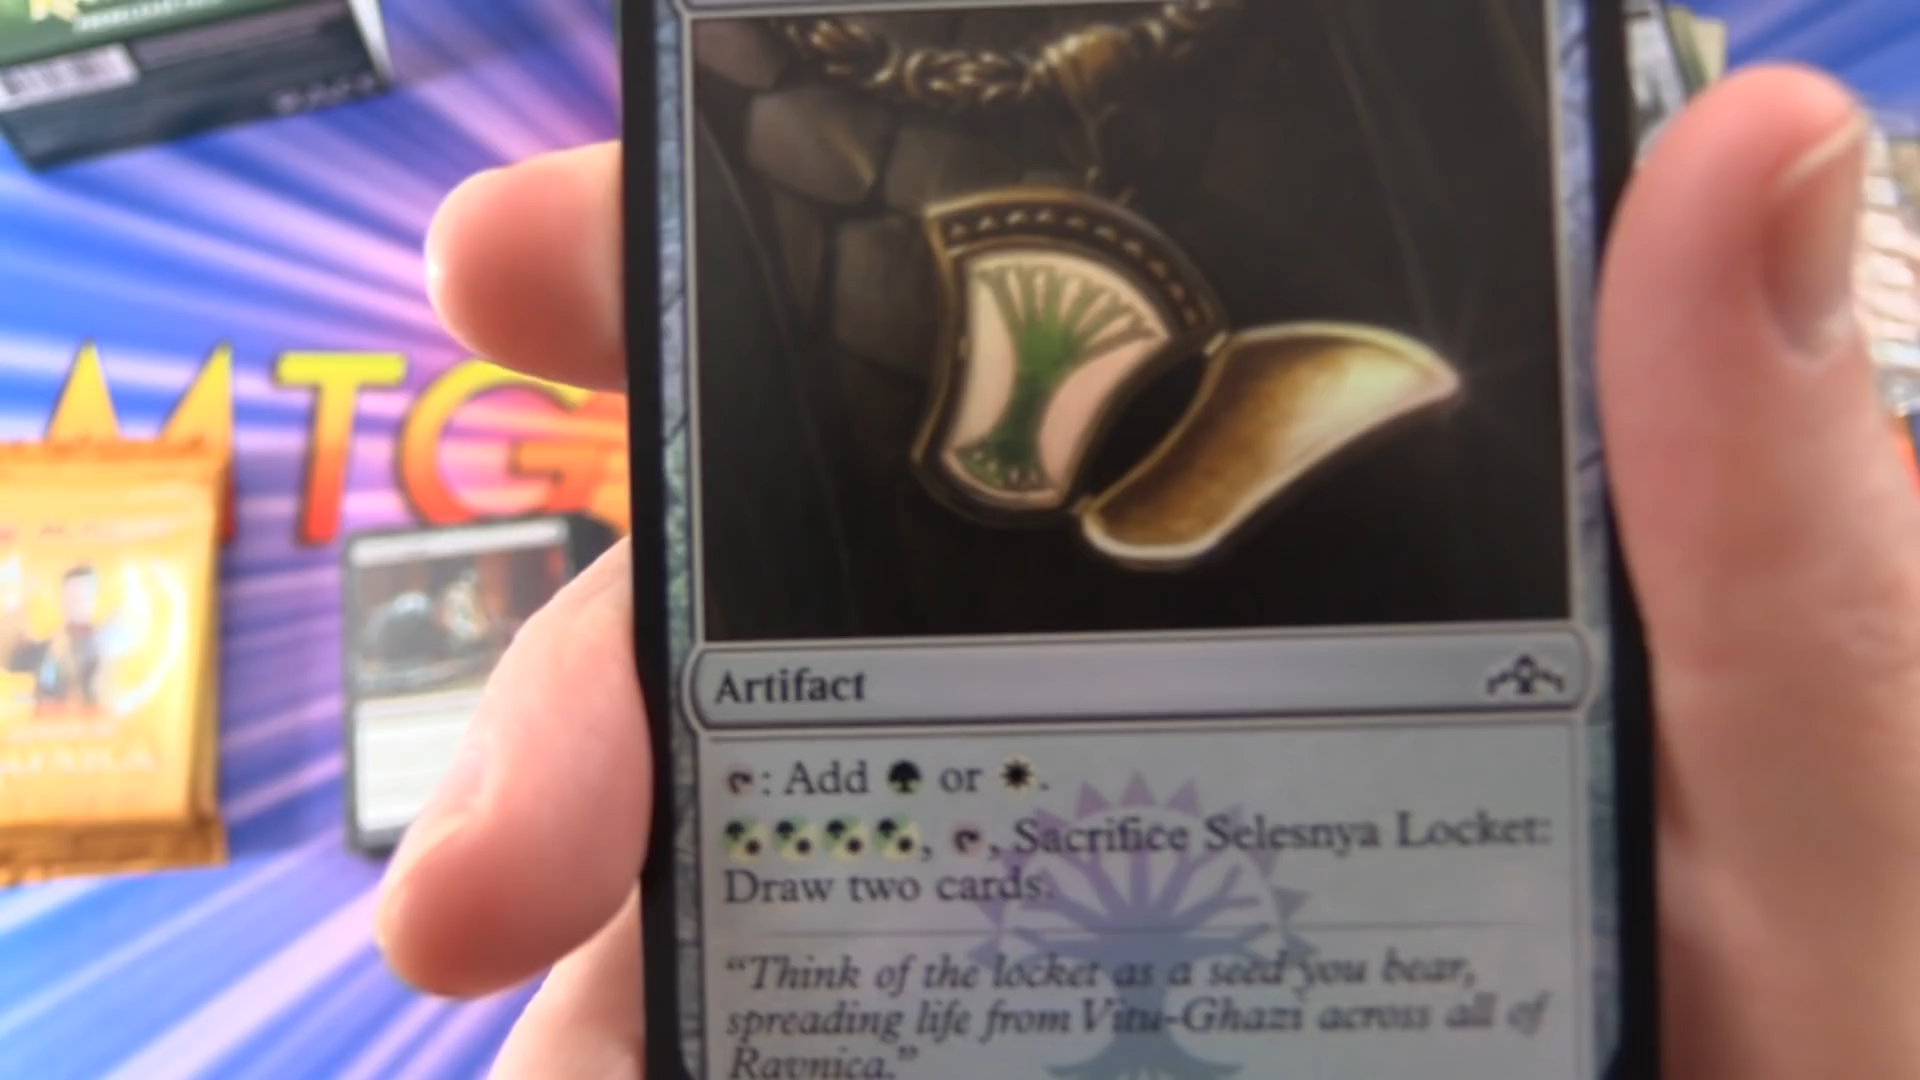 MTG
Artifact
: Add or .
, , Sacrifice Selesnya Locket:
Draw two cards.
“Think of the locket as a seed you bear,
spreading life from Vitu-Ghazi across all of
Ravnica.”